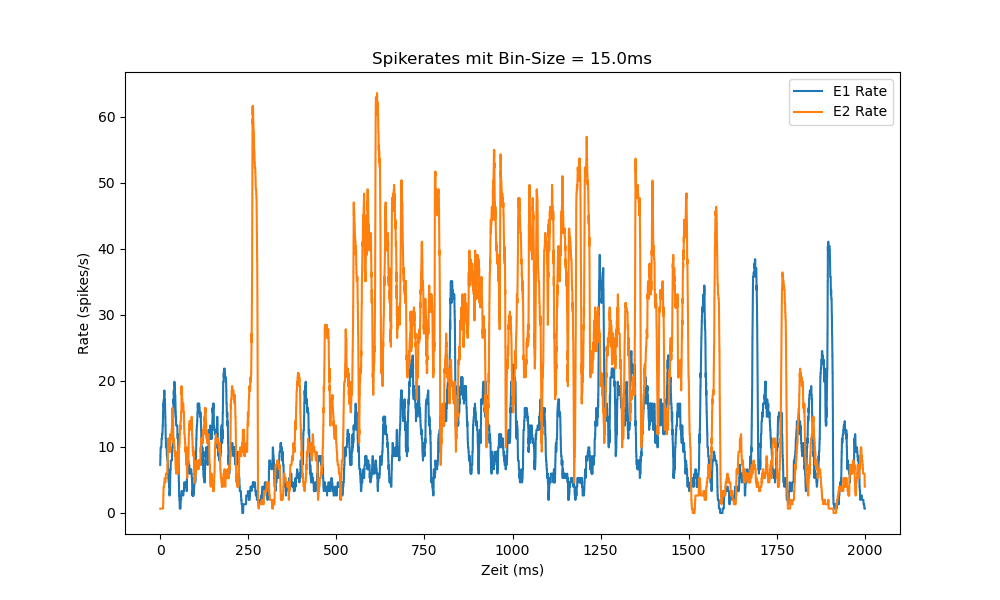 Spikerates mit Bin-Size = 15.0ms
E1 Rate
E2 Rate
Rate (spikes/s)
60
50
40
30
20
10
0
0 250 500 750 1000 1250 1500 1750 2000
Zeit (ms)